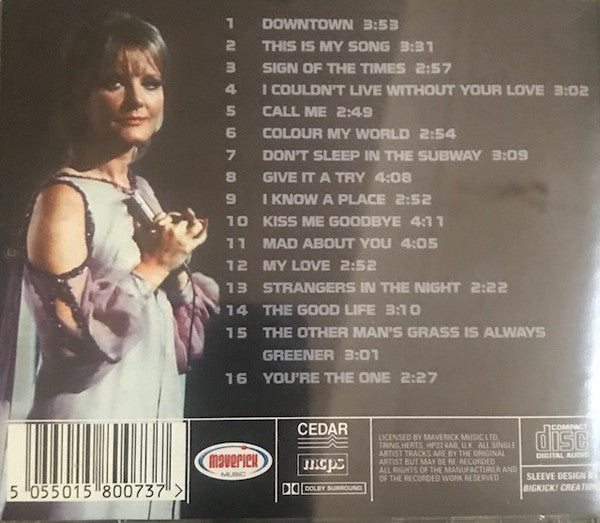 1 DOWNTOWN 3:53
2 THIS IS MY SONG 3:31
3 SIGN OF THE TIMES 2:57
4 I COULDN'T LIVE WITHOUT YOUR LOVE 3:02
5 CALL ME 2:49
6 COLOUR MY WORLD 2:54
7 DON'T SLEEP IN THE SUBWAY 3:09
8 GIVE IT A TRY 4:08
9 I KNOW A PLACE 2:52
10 KISS ME GOODBYE 4:11
11 MAD ABOUT YOU 4:05
12 MY LOVE 2:52
13 STRANGERS IN THE NIGHT 2:22
14 THE GOOD LIFE 3:10
15 THE OTHER MAN'S GRASS IS ALWAYS
GREENER 3:01
16 YOU'RE THE ONE 2:27
5 055015 800737 >
maverick
MUSIC
CEDAR
mcps
DOLBY SURROUND
LICENSED BY MAVERICK MUSIC LTD,
TRING,HERTS, HP23 4AB, U.K. ALL SINGLE
ARTIST TRACKS ARE BY THE ORIGINAL
ARTIST BUT MAY BE RE-RECORDED
ALL RIGHTS OF THE MANUFACTURER AND
OF THE RECORDED WORK RESERVED
COMPACT
disc
DIGITAL AUDIO
SLEEVE DESIGN BY
BIGKICK! CREATION